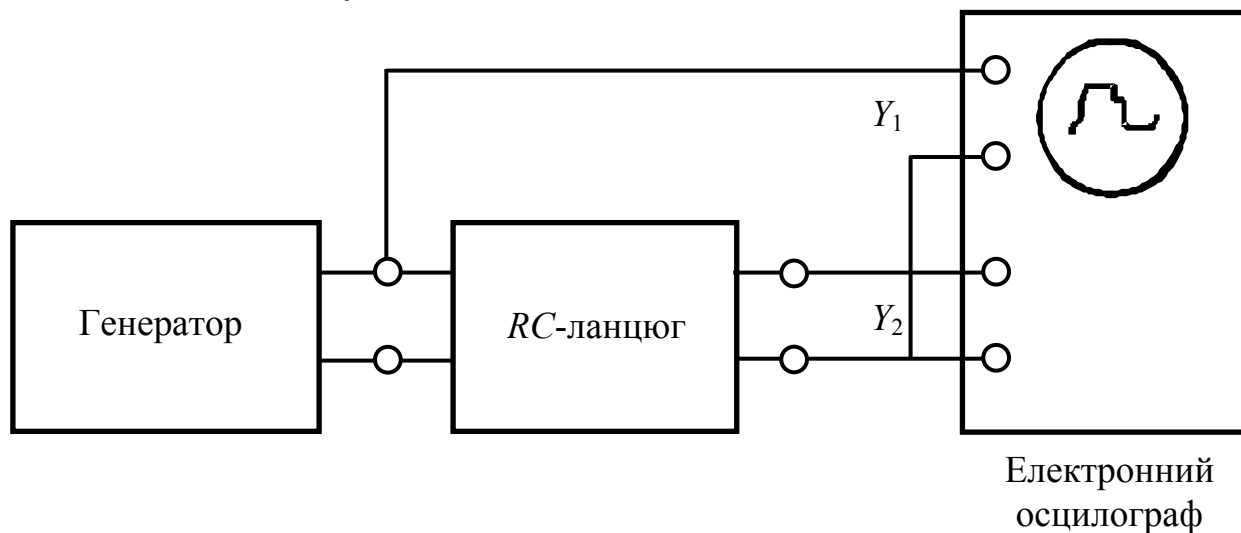 Y1
Генератор
RC-ланцюг
Y2
Електронний
осцилограф